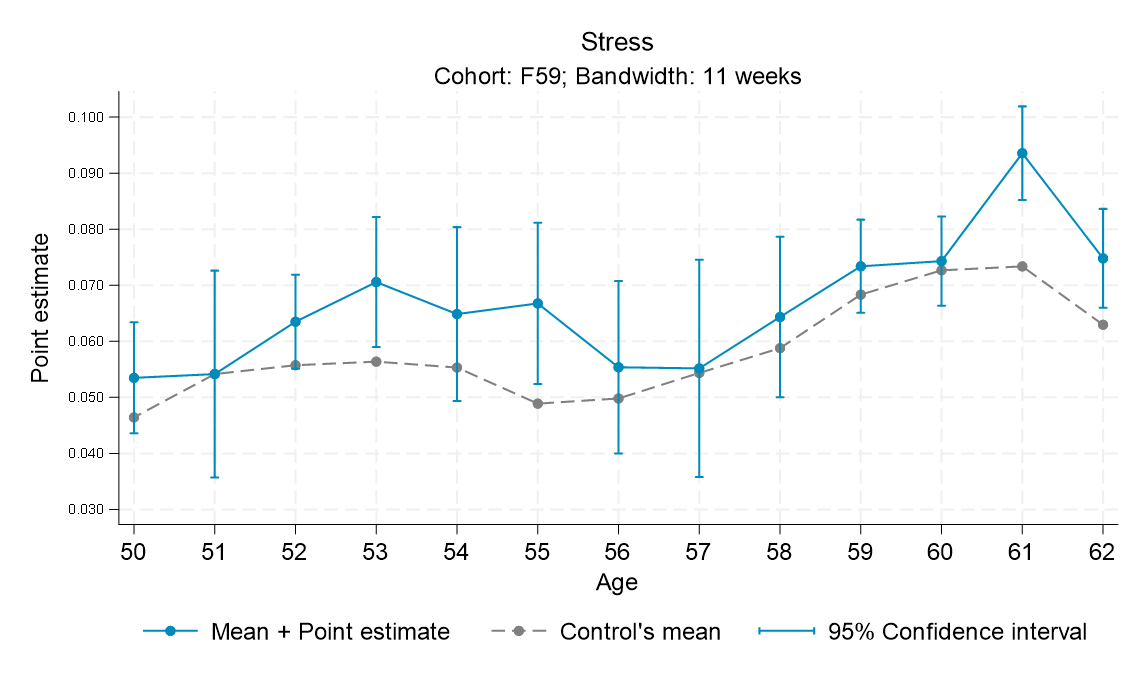 Stress
Cohort: F59; Bandwidth: 11 weeks
Point estimate
0.100
0.090
0.080
0.070
0.060
0.050
0.040
0.030
50 51 52 53 54 55 56 57 58 59 60 61 62
Age
Mean + Point estimate Control's mean 95% Confidence interval